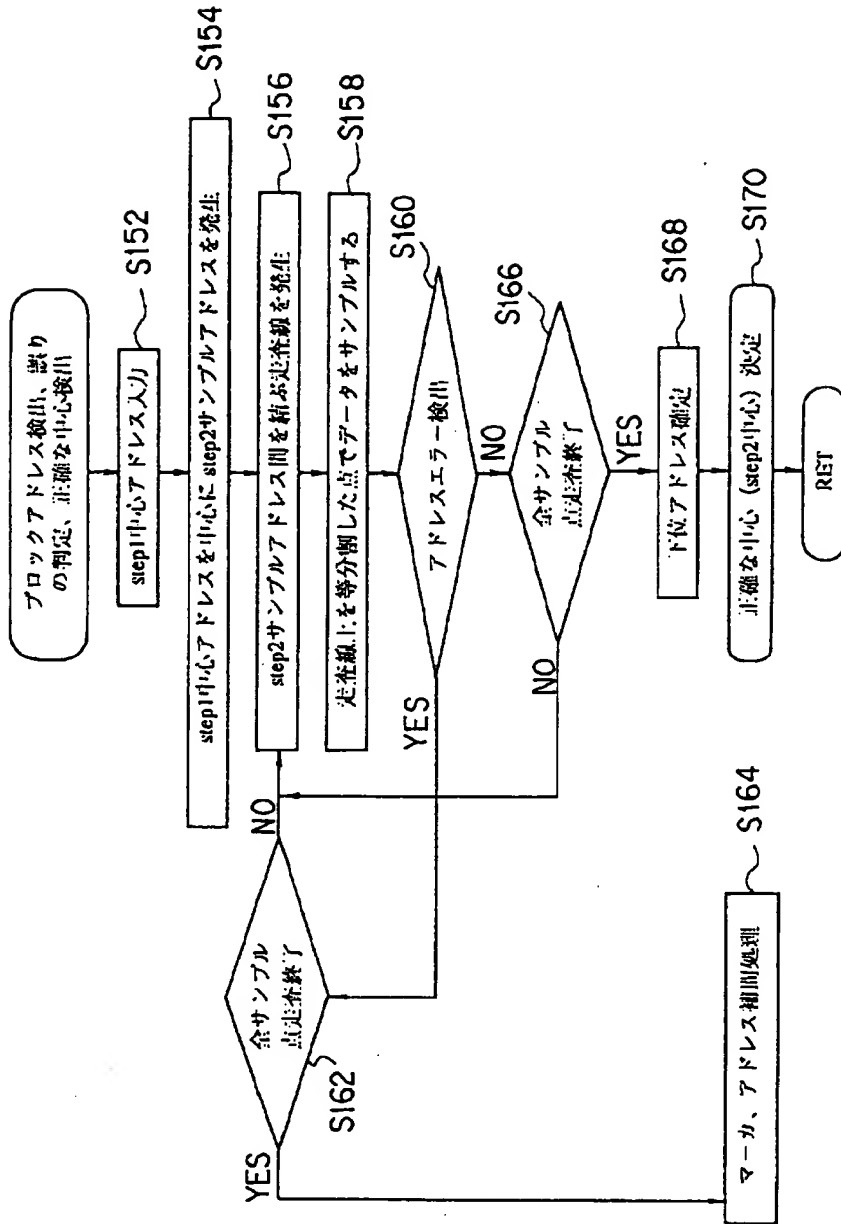 ブロックアドレス検出、誤り
の判定、正確な中心検出
step1中心アドレス入力
S152
step1中心アドレスを中心にstep2サンプルアドレスを発生
S154
step2サンプルアドレス間を結ぶ走査線を発生
S156
走査線上を等分割した点でデータをサンプルする
S158
アドレスエラー検出
S160
YES
NO
全サンプル
点走査終了
S162
YES
NO
マーカ、アドレス補間処理
S164
全サンプル
点走査終了
S166
NO
YES
下位アドレス確定
S168
正確な中心（step2中心）決定
S170
RET